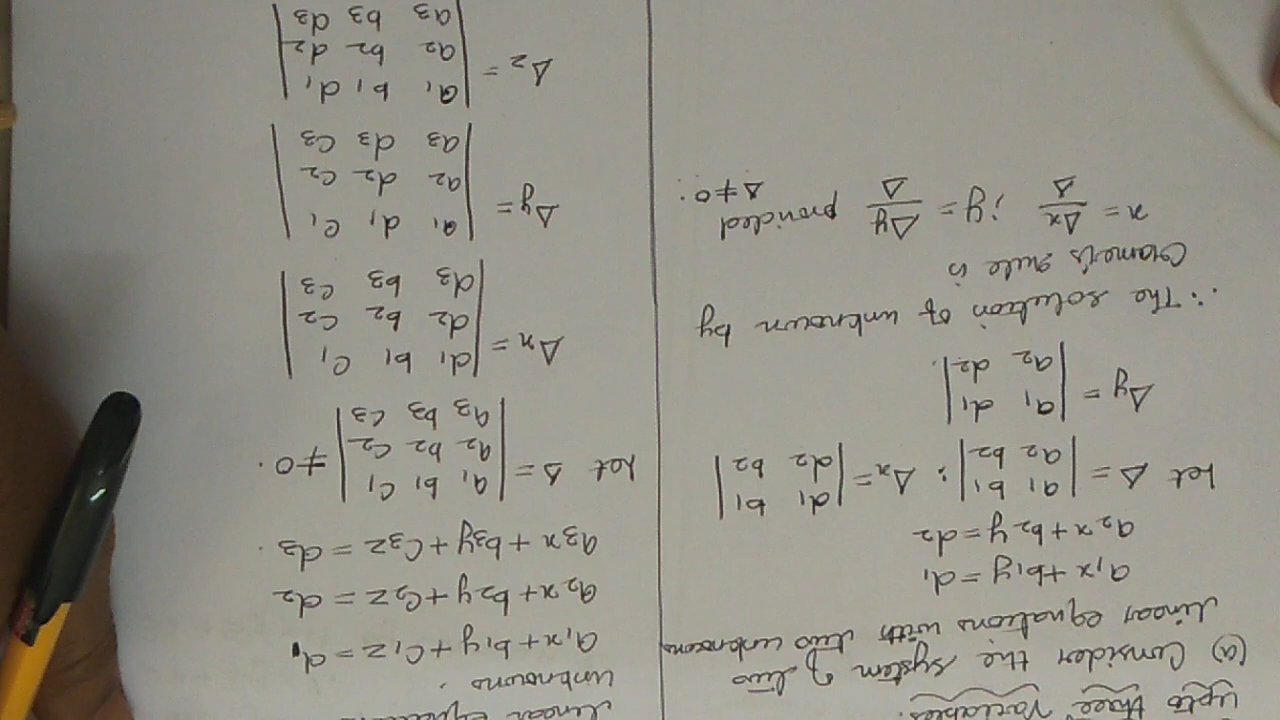 upto three Variables.
(a) Consider the system of two
linear equations with two unknowns
a₁x + b₁y = d₁
a₂x + b₂y = d₂
Let Δ = | a₁ b₁ | ; Δx = | d₁ b₁ |
| a₂ b₂ | | d₂ b₂ |
Δy = | a₁ d₁ |
| a₂ d₂ |.
∴ The solution of unknown by
Cramer's rule is
x = Δx/Δ ; y = Δy/Δ provided Δ ≠ 0.
linear
unknowns
a₁x + b₁y + c₁z = d₁
a₂x + b₂y + c₂z = d₂
a₃x + b₃y + c₃z = d₃.
Let Δ = | a₁ b₁ c₁ |
| a₂ b₂ c₂ | ≠ 0.
| a₃ b₃ c₃ |
Δx = | d₁ b₁ c₁ |
| d₂ b₂ c₂ |
| d₃ b₃ c₃ |
Δy = | a₁ d₁ c₁ |
| a₂ d₂ c₂ |
| a₃ d₃ c₃ |
Δz = | a₁ b₁ d₁ |
| a₂ b₂ d₂ |
| a₃ b₃ d₃ |